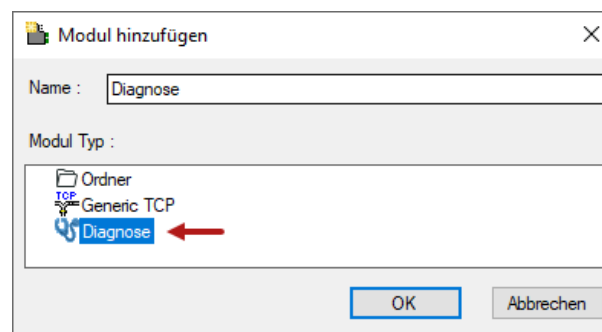 Modul hinzufügen
Name :
Diagnose
Modul Typ :
Ordner
TCP
Generic TCP
Diagnose
OK
Abbrechen